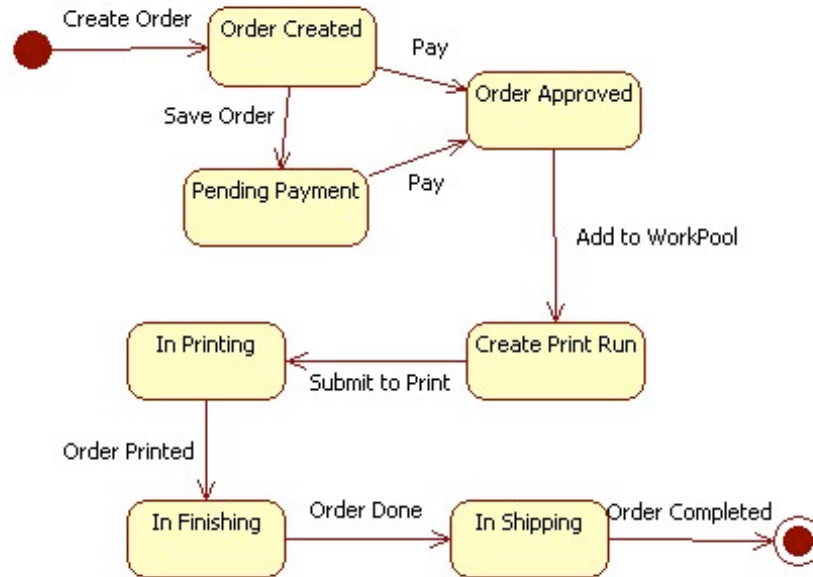 Create Order
Order Created
Pay
Order Approved
Save Order
Pending Payment
Pay
Add to WorkPool
In Printing
Create Print Run
Submit to Print
Order Printed
In Finishing
Order Done
In Shipping
Order Completed